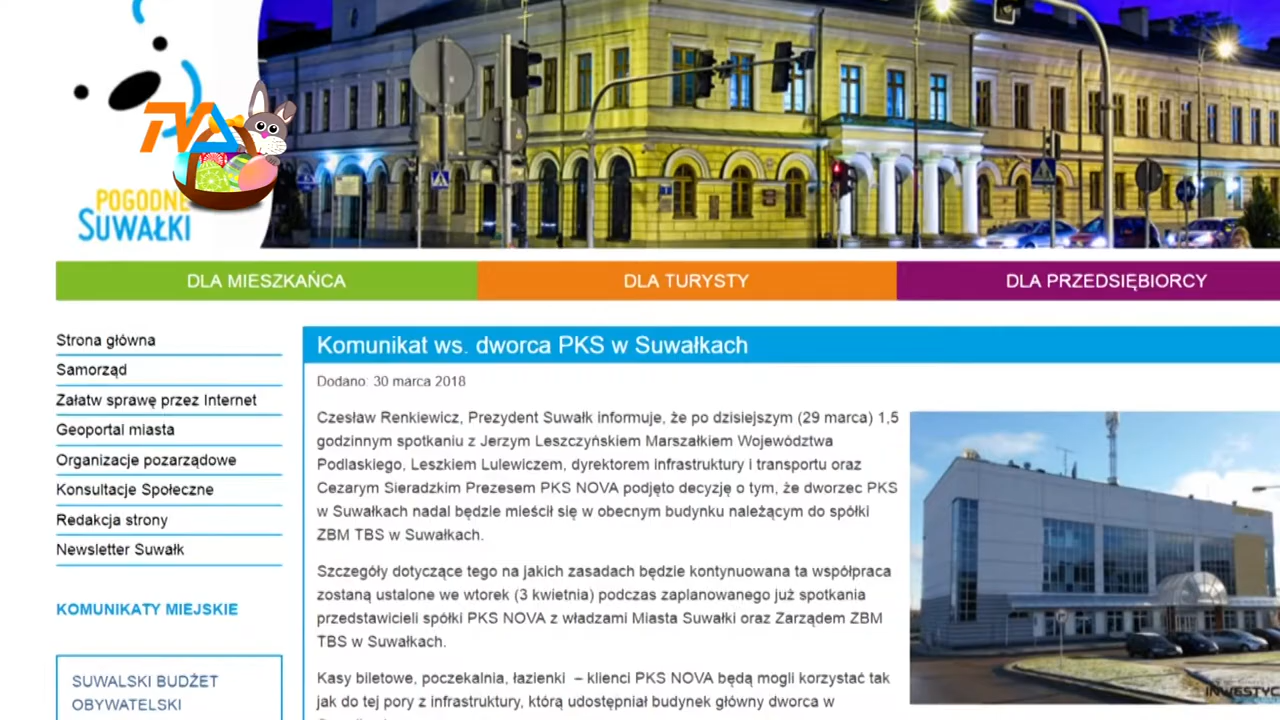 TVA
POGODNE
SUWAŁKI
DLA MIESZKAŃCA
DLA TURYSTY
DLA PRZEDSIĘBIORCY
Strona główna
Samorząd
Załatw sprawę przez Internet
Geoportal miasta
Organizacje pozarządowe
Konsultacje Społeczne
Redakcja strony
Newsletter Suwałk
KOMUNIKATY MIEJSKIE
SUWALSKI BUDŻET
OBYWATELSKI
Komunikat ws. dworca PKS w Suwałkach
Dodano: 30 marca 2018
Czesław Renkiewicz, Prezydent Suwałk informuje, że po dzisiejszym (29 marca) 1,5
godzinnym spotkaniu z Jerzym Leszczyńskiem Marszałkiem Województwa
Podlaskiego, Leszkiem Lulewiczem, dyrektorem infrastruktury i transportu oraz
Cezarym Sieradzkim Prezesem PKS NOVA podjęto decyzję o tym, że dworzec PKS
w Suwałkach nadal będzie mieścił się w obecnym budynku należącym do spółki
ZBM TBS w Suwałkach.
Szczegóły dotyczące tego na jakich zasadach będzie kontynuowana ta współpraca
zostaną ustalone we wtorek (3 kwietnia) podczas zaplanowanego już spotkania
przedstawicieli spółki PKS NOVA z władzami Miasta Suwałki oraz Zarządem ZBM
TBS w Suwałkach.
Kasy biletowe, poczekalnia, łazienki – klienci PKS NOVA będą mogli korzystać tak
jak do tej pory z infrastruktury, którą udostępniał budynek główny dworca w